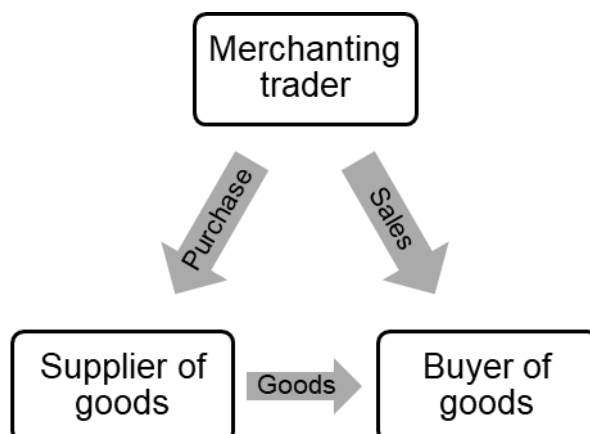 Merchanting
trader
Purchase
Sales
Supplier of
goods
Goods
Buyer of
goods